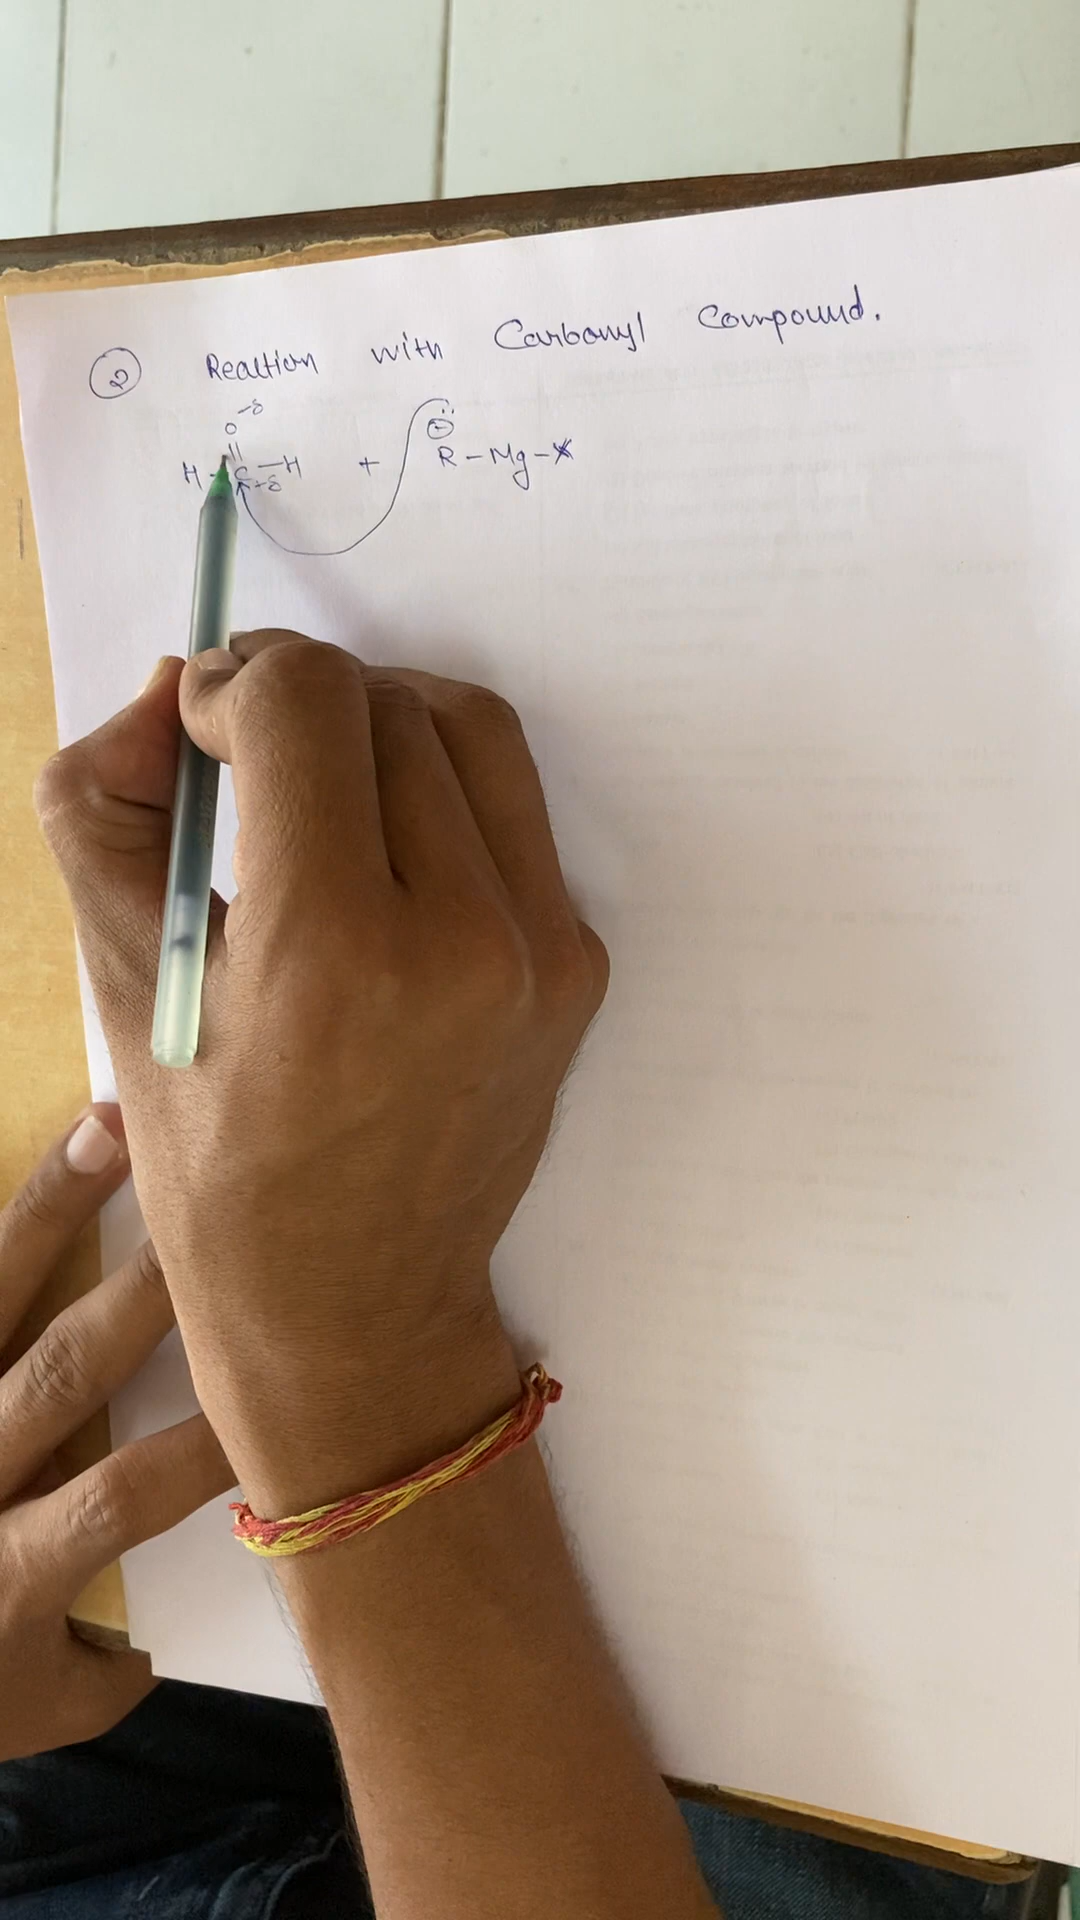 ② Reaction with Carbonyl Compound.
-δ
O ⊖
||
H - C - H + R - Mg - X
+δ